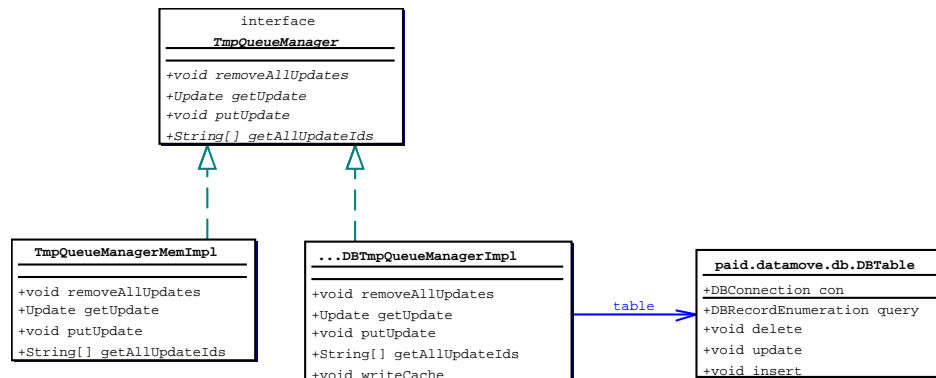 interface
TmpQueueManager
+void removeAllUpdates
+Update getUpdate
+void putUpdate
+String[] getAllUpdateIds
TmpQueueManagerMemImpl
+void removeAllUpdates
+Update getUpdate
+void putUpdate
+String[] getAllUpdateIds
...DBTmpQueueManagerImpl
+void removeAllUpdates
+Update getUpdate
+void putUpdate
+String[] getAllUpdateIds
+void writeCache
table
paid.datamove.db.DBTable
+DBConnection con
+DBRecordEnumeration query
+void delete
+void update
+void insert